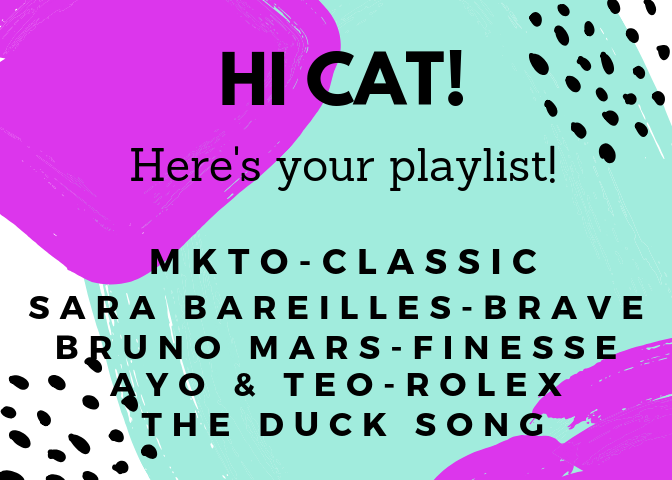 HI CAT!
Here's your playlist!
MKTO-CLASSIC
SARA BAREILLES-BRAVE
BRUNO MARS-FINESSE
AYO & TEO-ROLEX
THE DUCK SONG